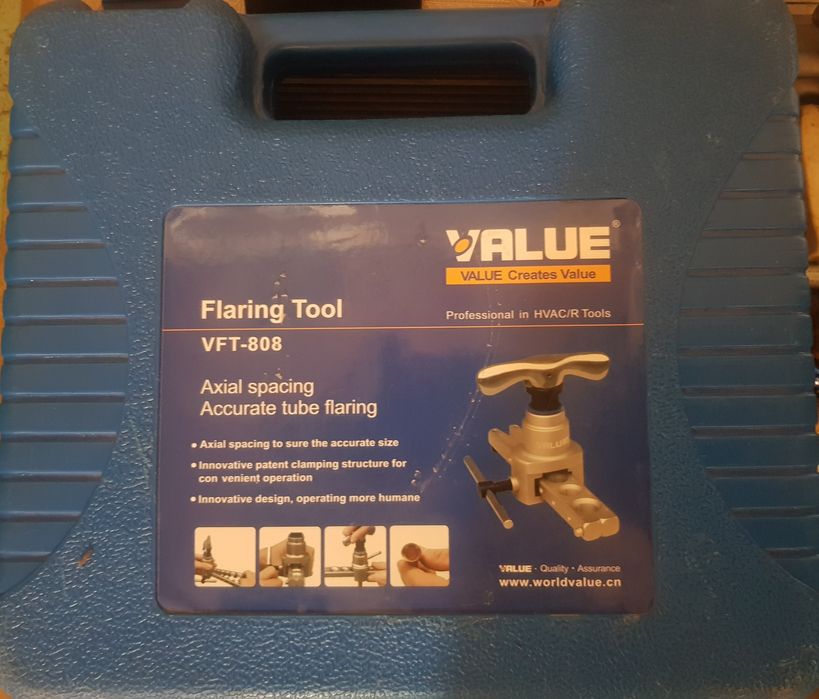 VALUE®
VALUE Creates Value
Flaring Tool
Professional in HVAC/R Tools
VFT-808
Axial spacing
Accurate tube flaring
• Axial spacing to sure the accurate size
• Innovative patent clamping structure for
con venient operation
• Innovative design, operating more humane
VALUE
VALUE · Quality · Assurance
www.worldvalue.cn